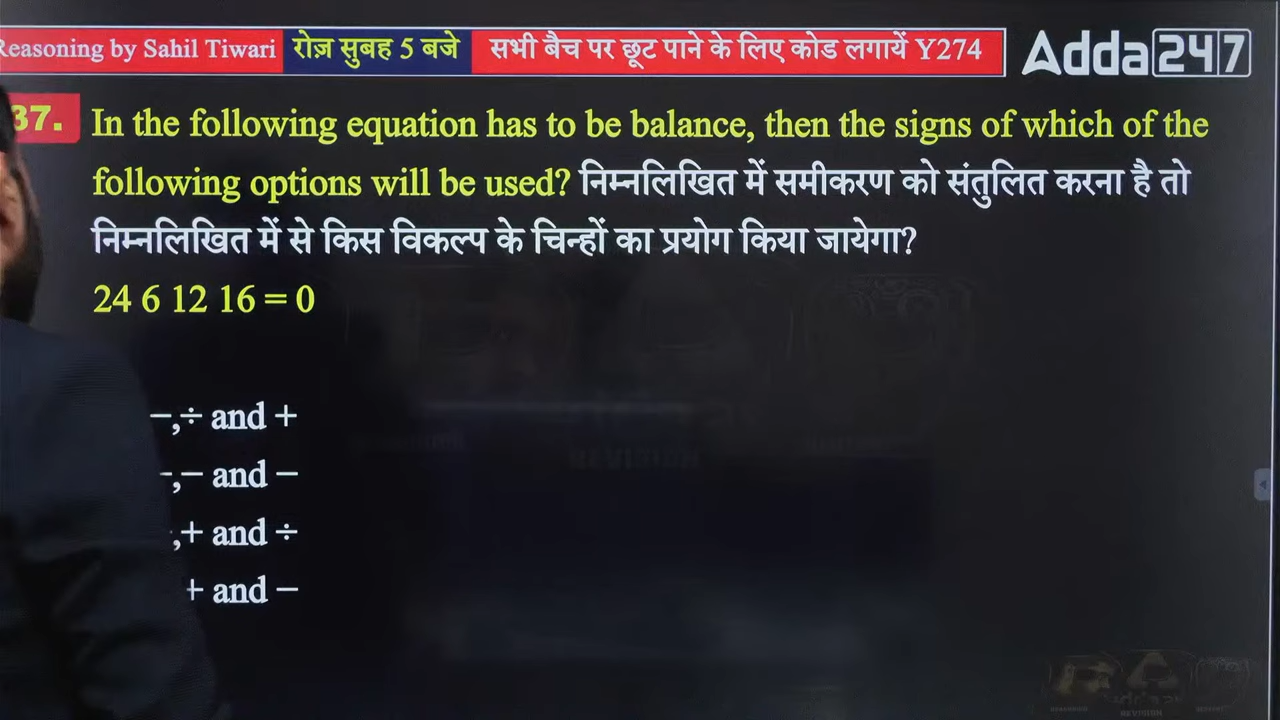 Reasoning by Sahil Tiwari रोज़ सुबह 5 बजे सभी बैच पर छूट पाने के लिए कोड लगायें Y274 Adda247
37. In the following equation has to be balance, then the signs of which of the
following options will be used? निम्नलिखित में समीकरण को संतुलित करना है तो
निम्नलिखित में से किस विकल्प के चिन्हों का प्रयोग किया जायेगा?
24 6 12 16 = 0
−,÷ and +
-,− and −
,+ and ÷
+ and −